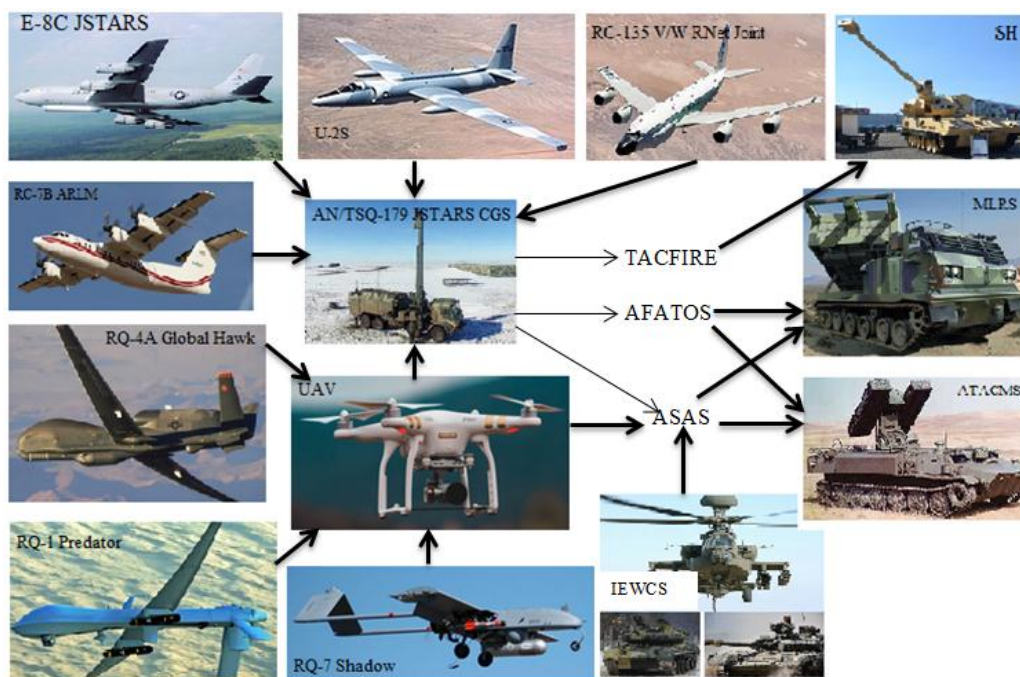 E-8C JSTARS
U-2S
RC-135 V/W RNet Joint
SH
RC-7B ARLM
AN/TSQ-179 JSTARS CGS
MLRS
TACFIRE
AFATOS
RQ-4A Global Hawk
UAV
ATACMS
ASAS
RQ-1 Predator
IEWCS
RQ-7 Shadow